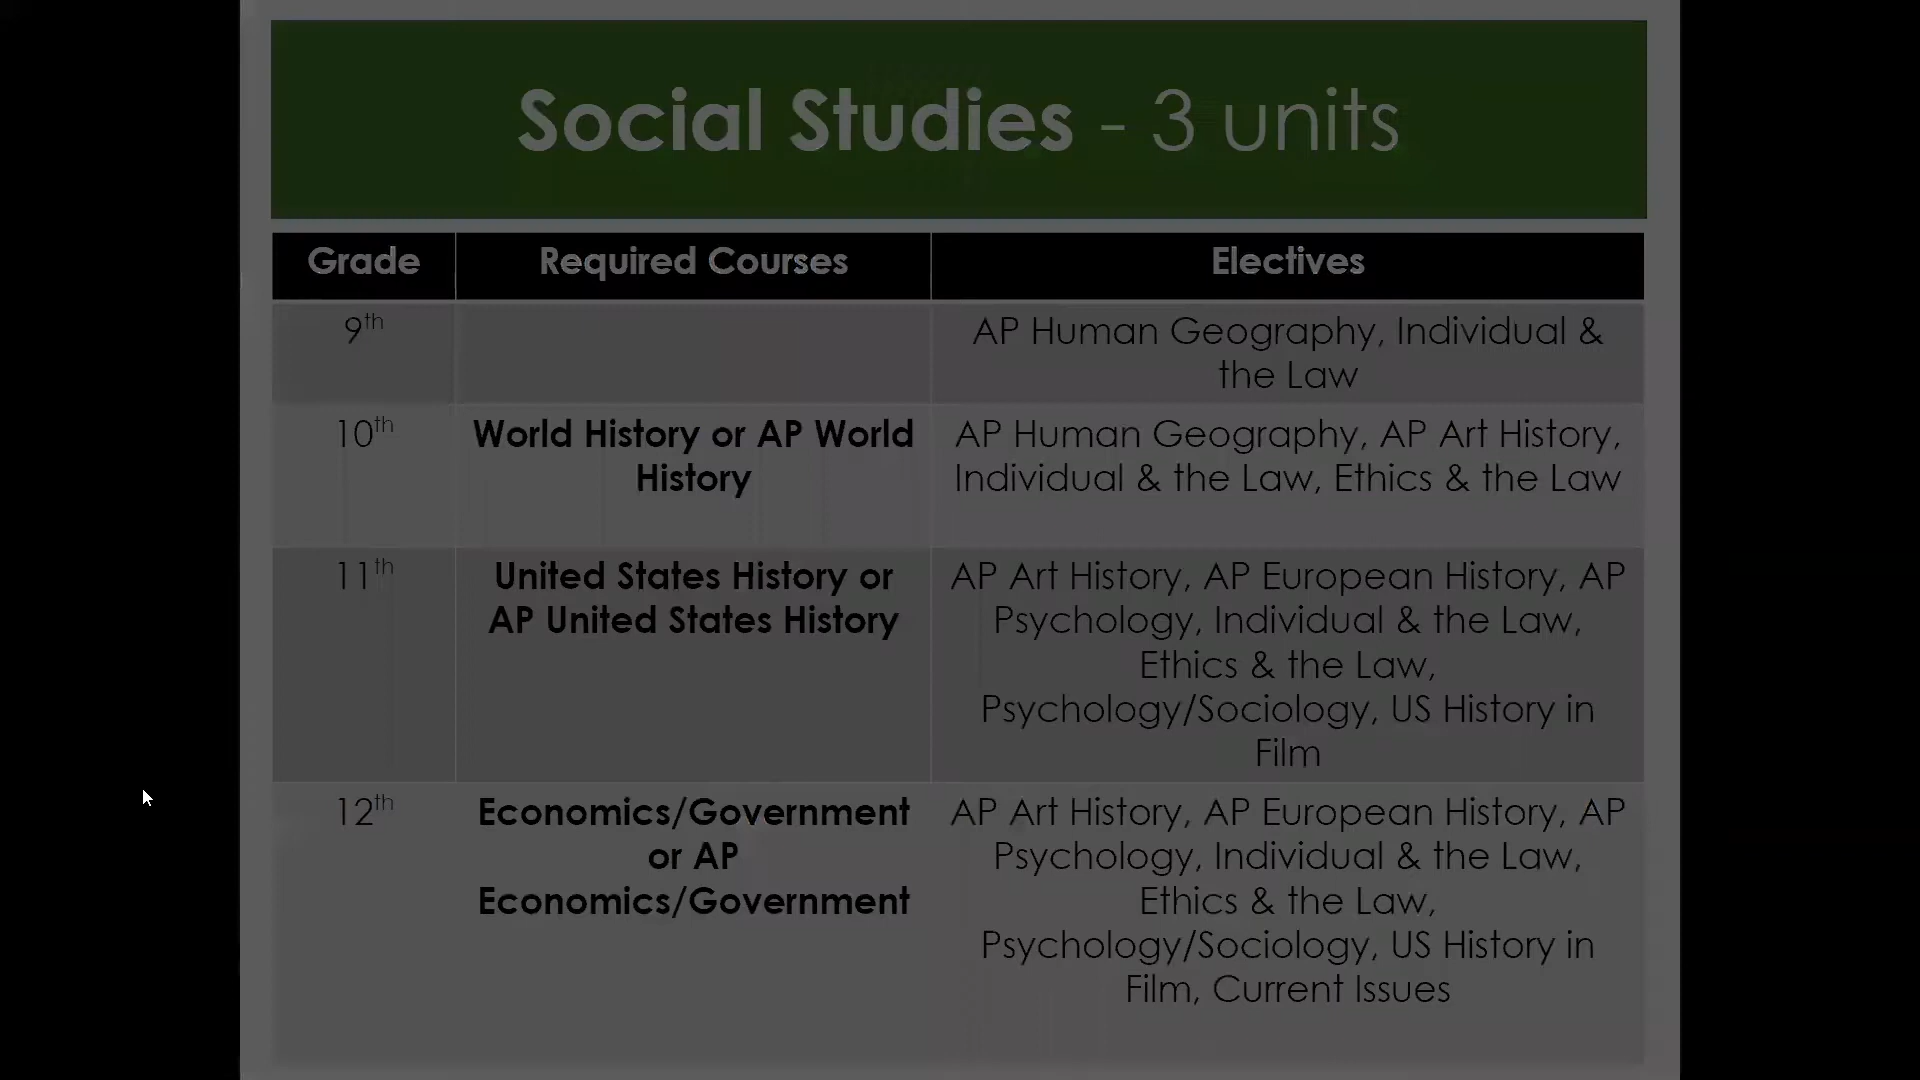 Social Studies - 3 units
Grade
Required Courses
Electives
9th
AP Human Geography, Individual &
the Law
10th
World History or AP World
History
AP Human Geography, AP Art History,
Individual & the Law, Ethics & the Law
11th
United States History or
AP United States History
AP Art History, AP European History, AP
Psychology, Individual & the Law,
Ethics & the Law,
Psychology/Sociology, US History in
Film
12th
Economics/Government
or AP
Economics/Government
AP Art History, AP European History, AP
Psychology, Individual & the Law,
Ethics & the Law,
Psychology/Sociology, US History in
Film, Current Issues